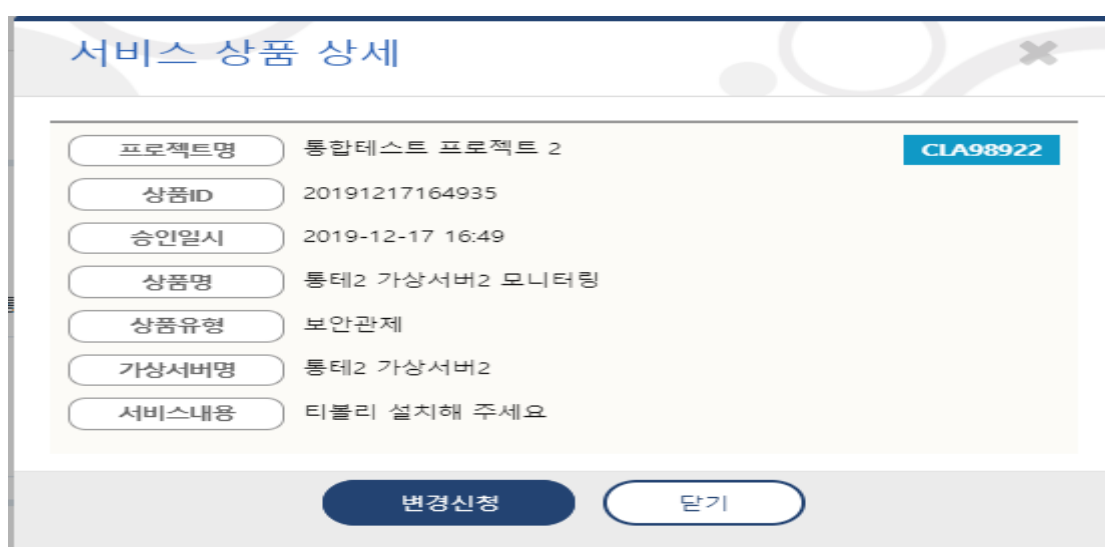 서비스 상품 상세
프로젝트명 통합테스트 프로젝트 2 CLA98922
상품ID 20191217164935
승인일시 2019-12-17 16:49
상품명 통테2 가상서버2 모니터링
상품유형 보안관제
가상서버명 통테2 가상서버2
서비스내용 티볼리 설치해 주세요
변경신청 닫기